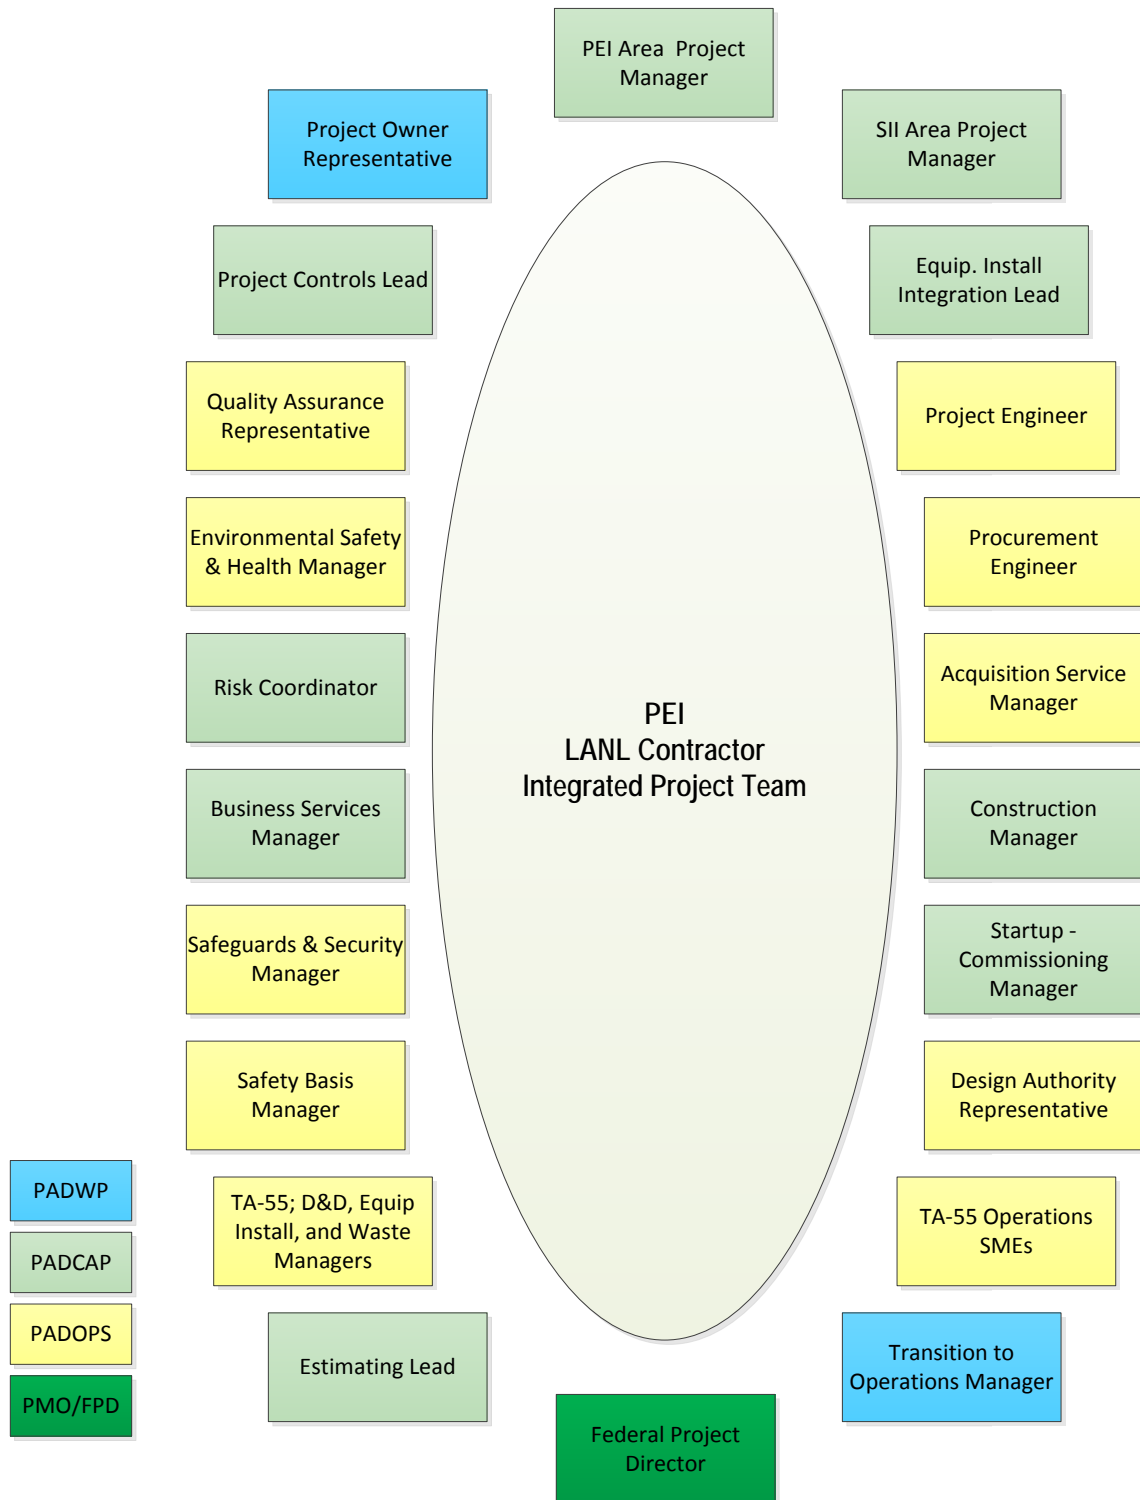 PEI Area Project
Manager
Project Owner
Representative
SII Area Project
Manager
Project Controls Lead
Equip. Install
Integration Lead
Quality Assurance
Representative
Project Engineer
Environmental Safety
& Health Manager
Procurement
Engineer
Risk Coordinator
Acquisition Service
Manager
PEI
LANL Contractor
Integrated Project Team
Business Services
Manager
Construction
Manager
Safeguards & Security
Manager
Startup -
Commissioning
Manager
Safety Basis
Manager
Design Authority
Representative
TA-55; D&D, Equip
Install, and Waste
Managers
TA-55 Operations
SMEs
Estimating Lead
Transition to
Operations Manager
Federal Project
Director
PADWP
PADCAP
PADOPS
PMO/FPD